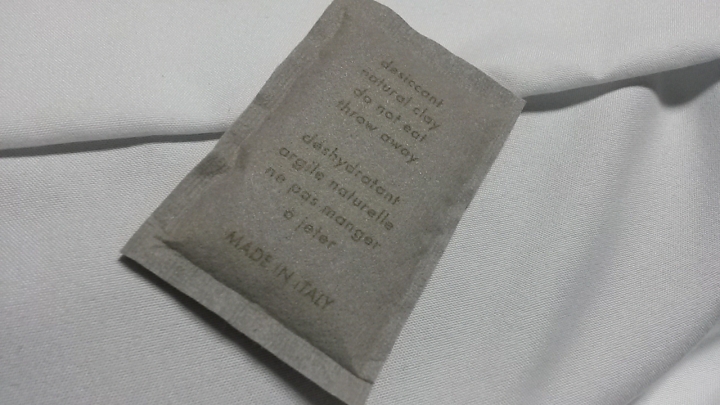 desiccant
natural clay
do not eat
throw away
déshydratant
argile naturelle
ne pas manger
à jeter
MADE IN ITALY